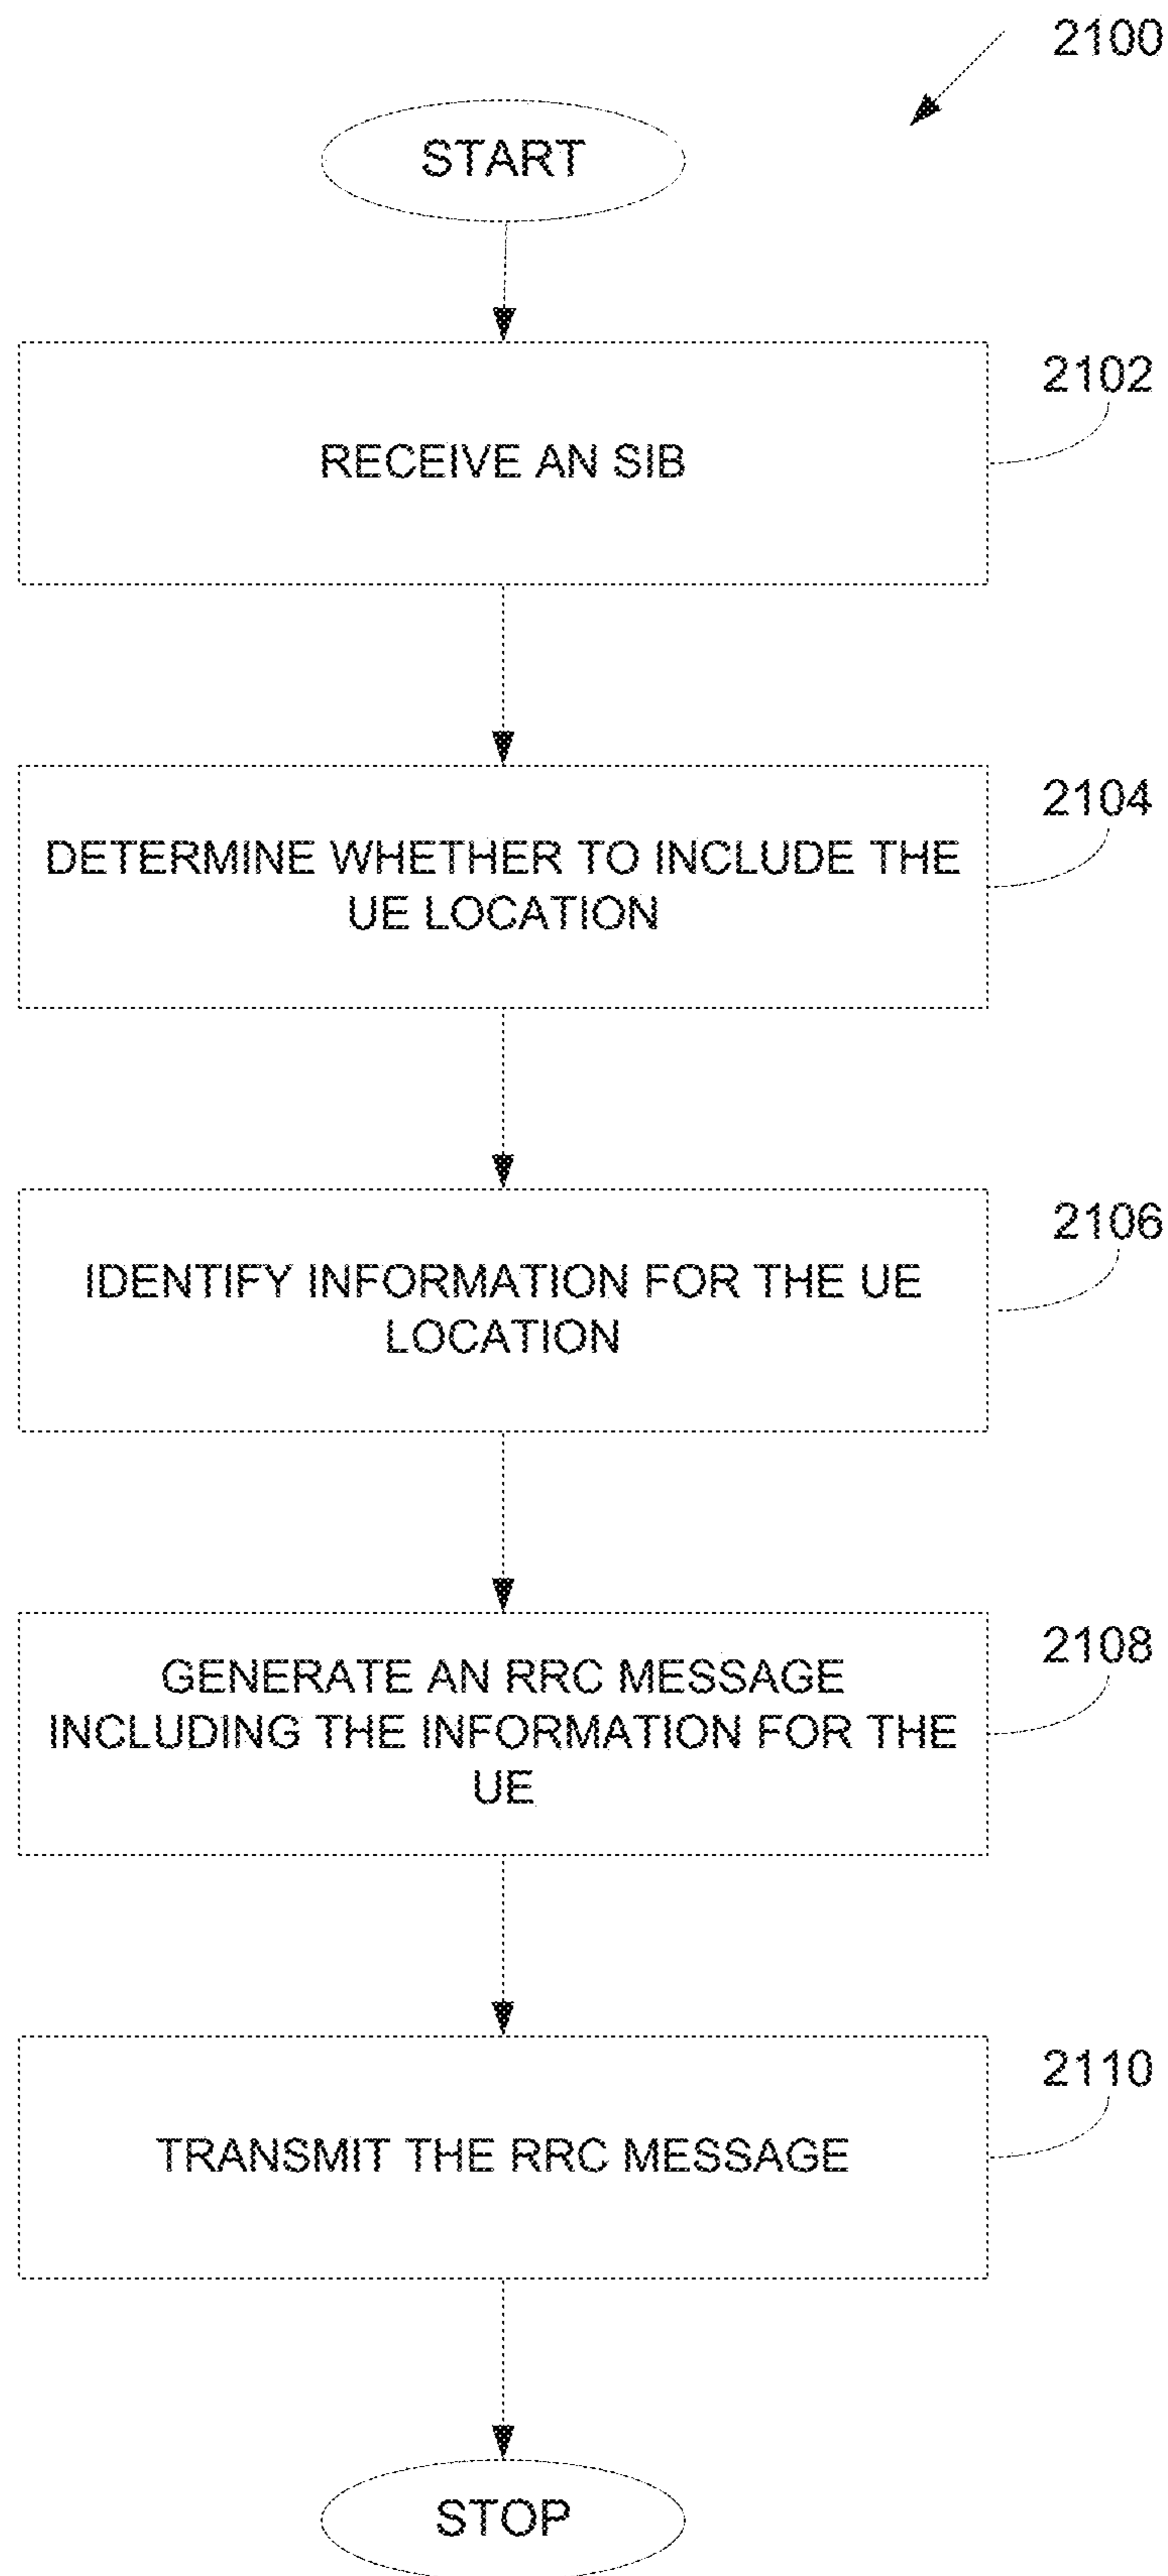 2100
START
RECEIVE AN SIB
2102
DETERMINE WHETHER TO INCLUDE THE
UE LOCATION
2104
IDENTIFY INFORMATION FOR THE UE
LOCATION
2106
GENERATE AN RRC MESSAGE
INCLUDING THE INFORMATION FOR THE
UE
2108
TRANSMIT THE RRC MESSAGE
2110
STOP